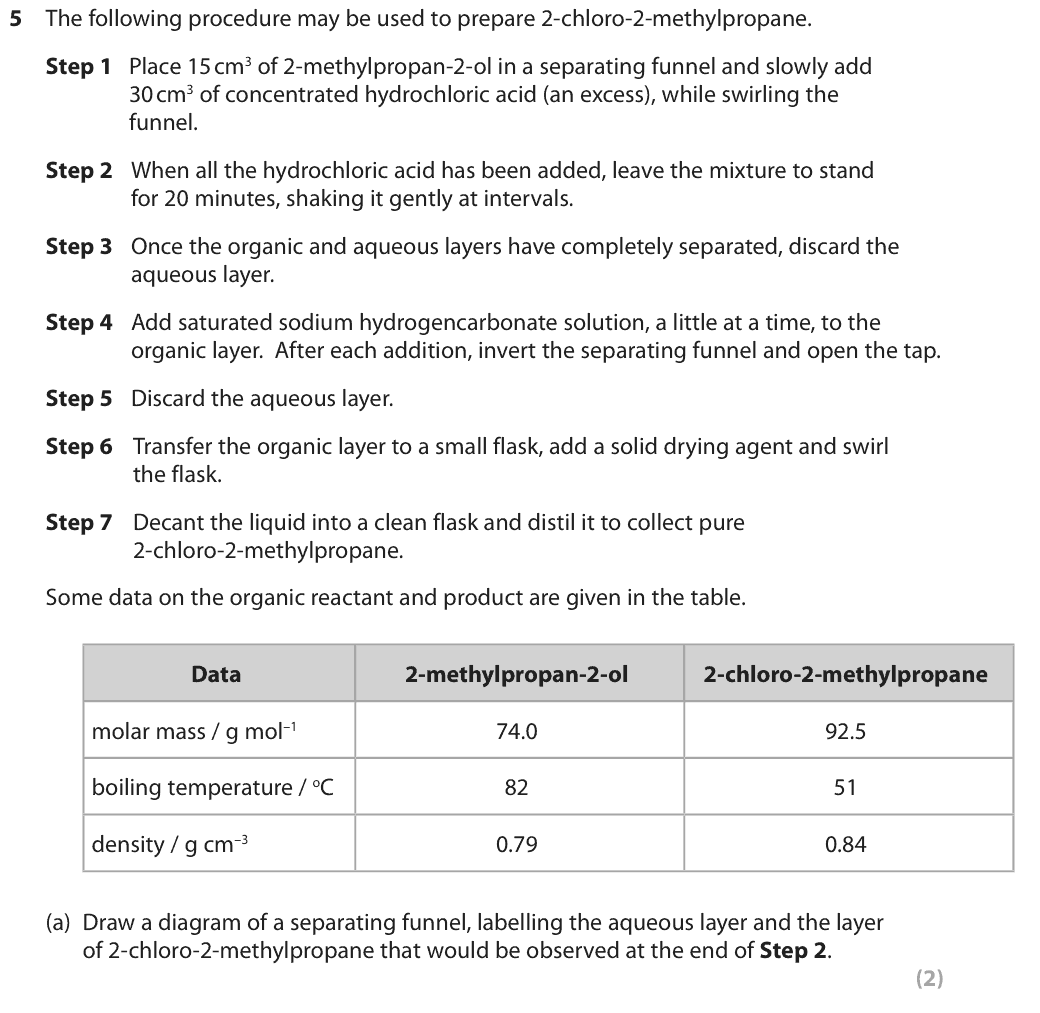 5 The following procedure may be used to prepare 2-chloro-2-methylpropane.
Step 1 Place 15 cm³ of 2-methylpropan-2-ol in a separating funnel and slowly add
30 cm³ of concentrated hydrochloric acid (an excess), while swirling the
funnel.
Step 2 When all the hydrochloric acid has been added, leave the mixture to stand
for 20 minutes, shaking it gently at intervals.
Step 3 Once the organic and aqueous layers have completely separated, discard the
aqueous layer.
Step 4 Add saturated sodium hydrogencarbonate solution, a little at a time, to the
organic layer. After each addition, invert the separating funnel and open the tap.
Step 5 Discard the aqueous layer.
Step 6 Transfer the organic layer to a small flask, add a solid drying agent and swirl
the flask.
Step 7 Decant the liquid into a clean flask and distil it to collect pure
2-chloro-2-methylpropane.
Some data on the organic reactant and product are given in the table.
Data 2-methylpropan-2-ol 2-chloro-2-methylpropane
molar mass / g mol⁻¹ 74.0 92.5
boiling temperature / °C 82 51
density / g cm⁻³ 0.79 0.84
(a) Draw a diagram of a separating funnel, labelling the aqueous layer and the layer
of 2-chloro-2-methylpropane that would be observed at the end of Step 2.
(2)